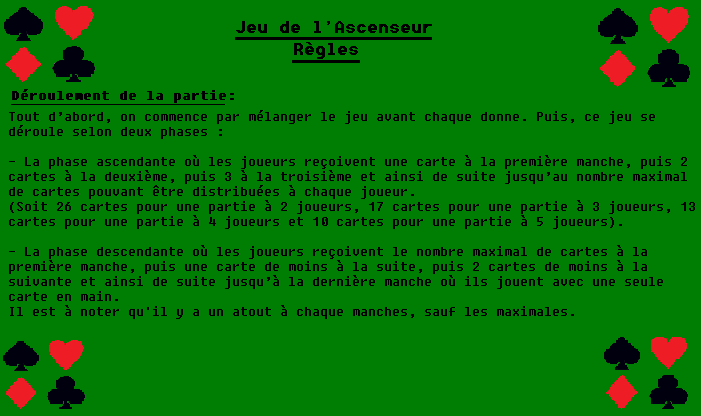 Jeu de l'Ascenseur
Règles
Déroulement de la partie:
Tout d'abord, on commence par mélanger le jeu avant chaque donne. Puis, ce jeu se
déroule selon deux phases :
- La phase ascendante où les joueurs reçoivent une carte à la première manche, puis 2
cartes à la deuxième, puis 3 à la troisième et ainsi de suite jusqu'au nombre maximal
de cartes pouvant être distribuées à chaque joueur.
(Soit 26 cartes pour une partie à 2 joueurs, 17 cartes pour une partie à 3 joueurs, 13
cartes pour une partie à 4 joueurs et 10 cartes pour une partie à 5 joueurs).
- La phase descendante où les joueurs reçoivent le nombre maximal de cartes à la
première manche, puis une carte de moins à la suite, puis 2 cartes de moins à la
suivante et ainsi de suite jusqu'à la dernière manche où ils jouent avec une seule
carte en main.
Il est à noter qu'il y a un atout à chaque manches, sauf les maximales.